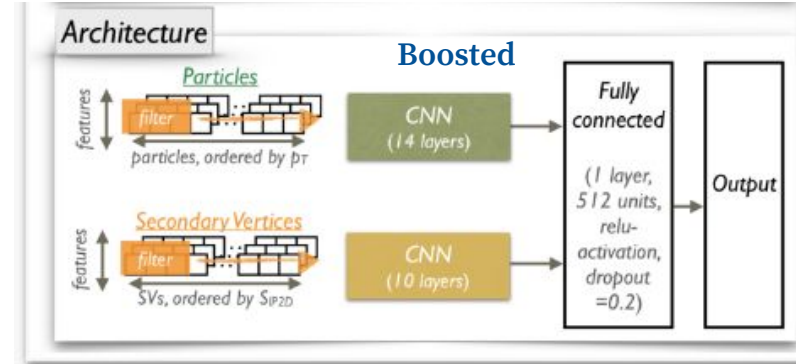 Architecture
Boosted
Particles
features
filter
particles, ordered by pT
CNN
(14 layers)
Secondary Vertices
features
filter
SVs, ordered by SIP2D
CNN
(10 layers)
Fully
connected
(1 layer,
512 units,
relu-
activation,
dropout
=0.2)
Output